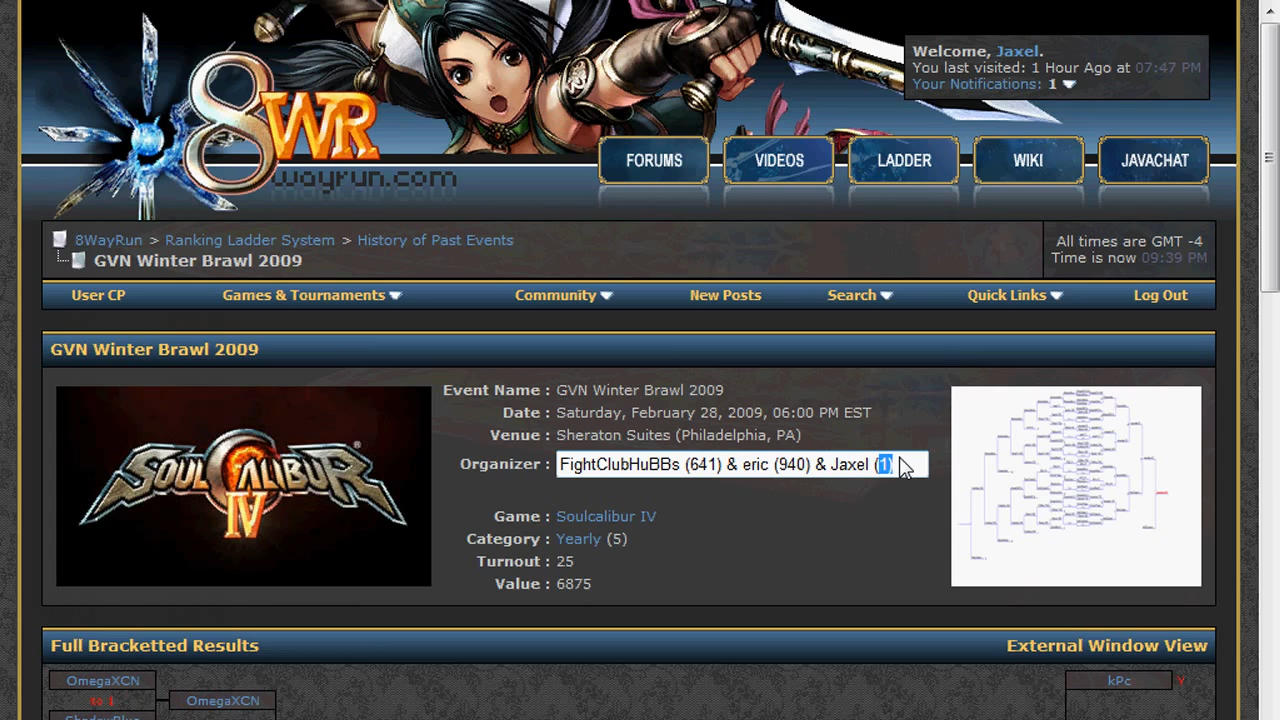 8WR
8wayrun.com
Welcome, Jaxel.
You last visited: 1 Hour Ago at 07:47 PM
Your Notifications: 1
FORUMS VIDEOS LADDER WIKI JAVACHAT
8WayRun > Ranking Ladder System > History of Past Events
GVN Winter Brawl 2009
All times are GMT -4
Time is now 09:39 PM
User CP Games & Tournaments Community New Posts Search Quick Links Log Out
GVN Winter Brawl 2009
SOULCALIBUR
IV
Event Name : GVN Winter Brawl 2009
Date : Saturday, February 28, 2009, 06:00 PM EST
Venue : Sheraton Suites (Philadelphia, PA)
Organizer : FightClubHuBBs (641) & eric (940) & Jaxel (1)
Game : Soulcalibur IV
Category : Yearly (5)
Turnout : 25
Value : 6875
Full Bracketted Results External Window View
OmegaXCN
OmegaXCN
kPc